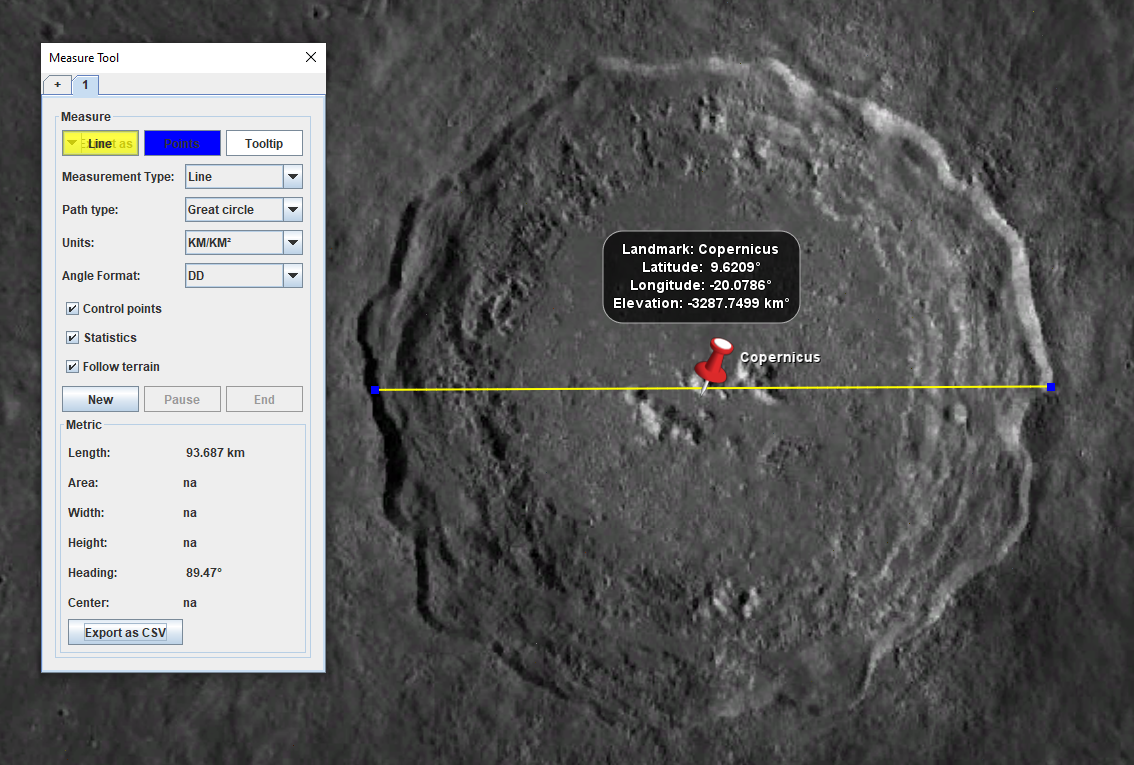 Measure Tool
+ 1
Measure
Line Points Tooltip
Measurement Type: Line
Path type: Great circle
Units: KM/KM²
Angle Format: DD
Control points
Statistics
Follow terrain
New Pause End
Metric
Length: 93.687 km
Area: na
Width: na
Height: na
Heading: 89.47°
Center: na
Export as CSV
Landmark: Copernicus
Latitude: 9.6209°
Longitude: -20.0786°
Elevation: -3287.7499 km°
Copernicus